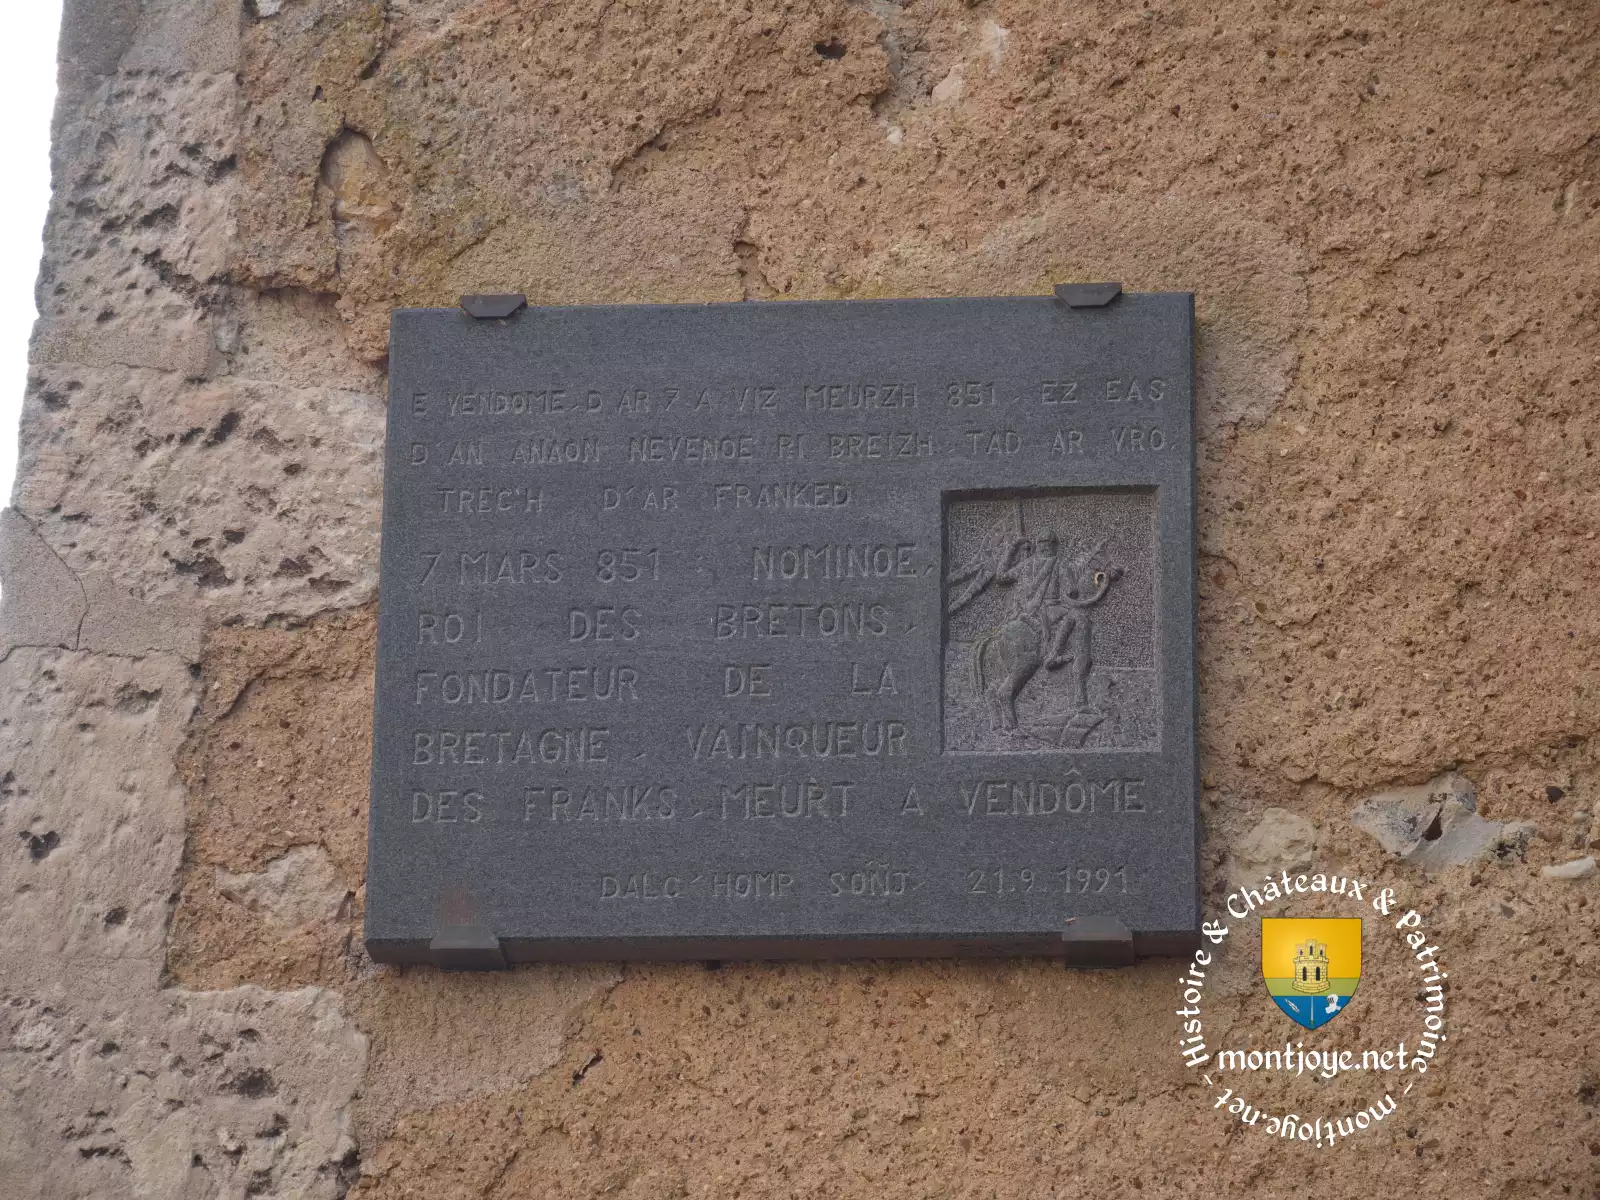 E VENDOME, D'AR 7 A VIZ MEURZH 851, EZ EAS
D'AN ANAON NEVENOE RI BREIZH, TAD AR VRO,
TREC'H D'AR FRANKED
7 MARS 851 : NOMINOE,
ROI DES BRETONS,
FONDATEUR DE LA
BRETAGNE, VAINQUEUR
DES FRANKS, MEURT A VENDÔME.
DALC'HOMP SOÑJ, 21.9.1991.
Histoire & Châteaux & patrimoine - montjoye.net -
montjoye.net